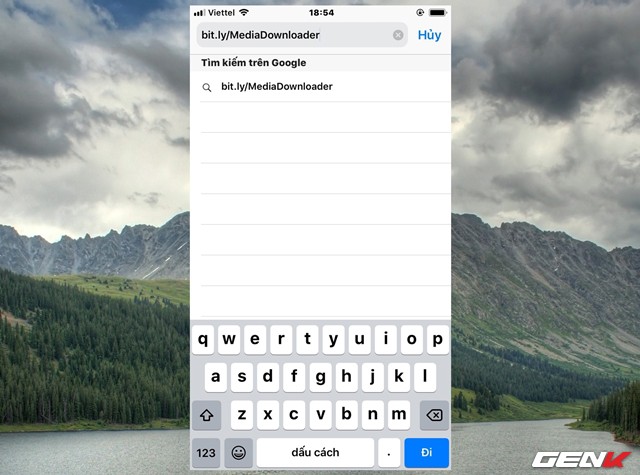 Viettel 18:54
bit.ly/MediaDownloader Hủy
Tìm kiếm trên Google
bit.ly/MediaDownloader
q w e r t y u i o p
a s d f g h j k l
z x c v b n m
123 dấu cách . Đi
GENK